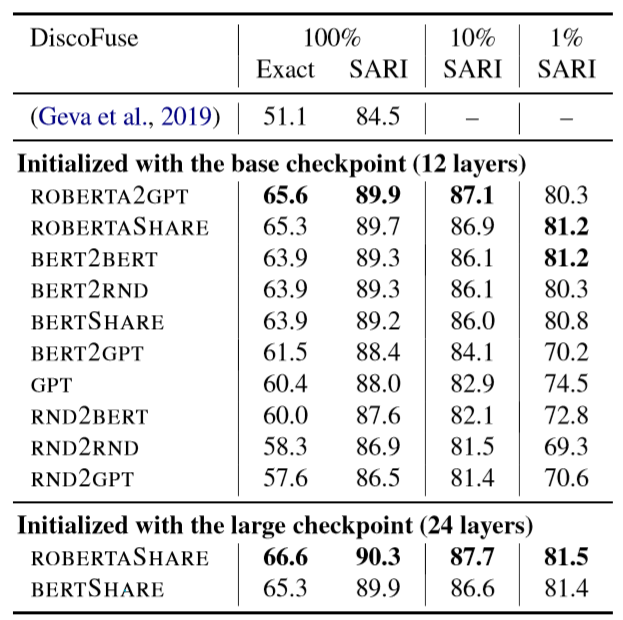 DiscoFuse 100% 10% 1%
Exact SARI SARI SARI
(Geva et al., 2019) 51.1 84.5 – –
Initialized with the base checkpoint (12 layers)
ROBERTA2GPT 65.6 89.9 87.1 80.3
ROBERTASHARE 65.3 89.7 86.9 81.2
BERT2BERT 63.9 89.3 86.1 81.2
BERT2RND 63.9 89.3 86.1 80.3
BERTSHARE 63.9 89.2 86.0 80.8
BERT2GPT 61.5 88.4 84.1 70.2
GPT 60.4 88.0 82.9 74.5
RND2BERT 60.0 87.6 82.1 72.8
RND2RND 58.3 86.9 81.5 69.3
RND2GPT 57.6 86.5 81.4 70.6
Initialized with the large checkpoint (24 layers)
ROBERTASHARE 66.6 90.3 87.7 81.5
BERTSHARE 65.3 89.9 86.6 81.4